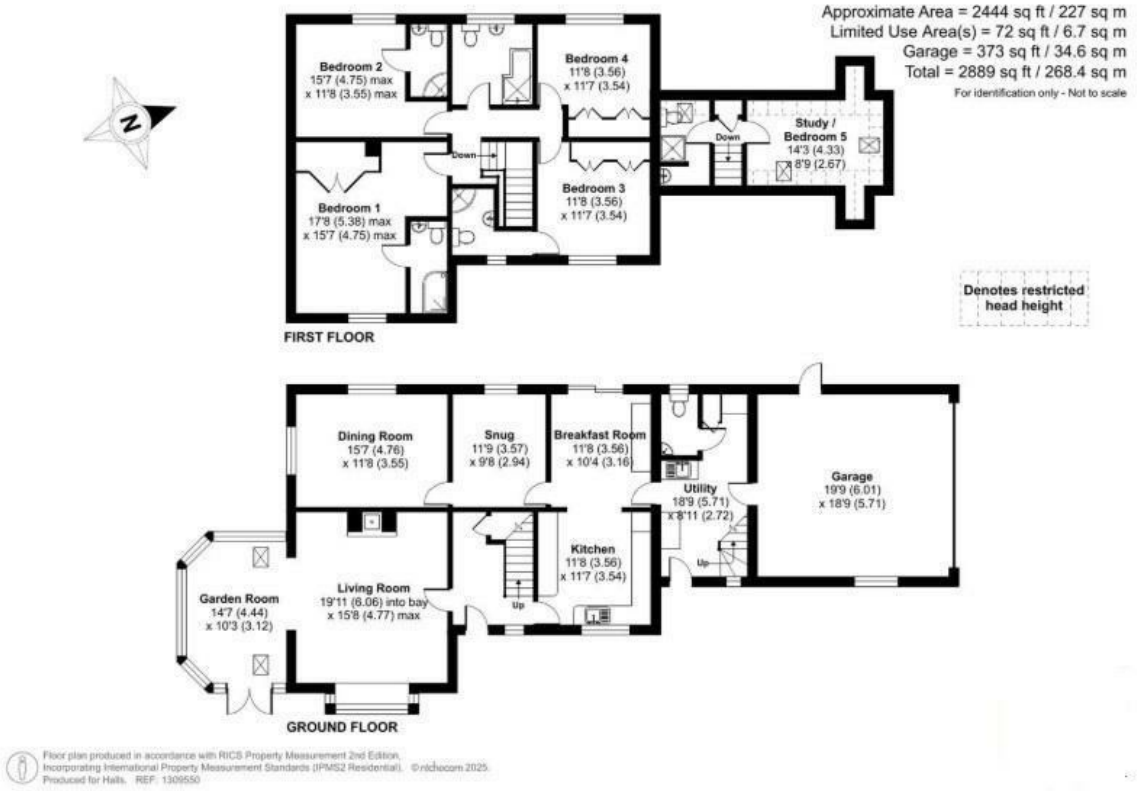 Approximate Area = 2444 sq ft / 227 sq m
Limited Use Area(s) = 72 sq ft / 6.7 sq m
Garage = 373 sq ft / 34.6 sq m
Total = 2889 sq ft / 268.4 sq m
For identification only - Not to scale
N
Bedroom 2
15'7 (4.75) max
x 11'8 (3.55) max
Bedroom 4
11'8 (3.56)
x 11'7 (3.54)
Down
Study /
Bedroom 5
14'3 (4.33)
x 8'9 (2.67)
Down
Bedroom 1
17'8 (5.38) max
x 15'7 (4.75) max
Bedroom 3
11'8 (3.56)
x 11'7 (3.54)
Denotes restricted
head height
FIRST FLOOR
Dining Room
15'7 (4.76)
x 11'8 (3.55)
Snug
11'9 (3.57)
x 9'8 (2.94)
Breakfast Room
11'8 (3.56)
x 10'4 (3.16)
Utility
18'9 (5.71)
x 8'11 (2.72)
Garage
19'9 (6.01)
x 18'9 (5.71)
Kitchen
11'8 (3.56)
x 11'7 (3.54)
Up
Up
Garden Room
14'7 (4.44)
x 10'3 (3.12)
Living Room
19'11 (6.06) into bay
x 15'8 (4.77) max
GROUND FLOOR
Floor plan produced in accordance with RICS Property Measurement 2nd Edition,
Incorporating International Property Measurement Standards (IPMS2 Residential). ©nichecom 2025.
Produced for Halls. REF: 1309550